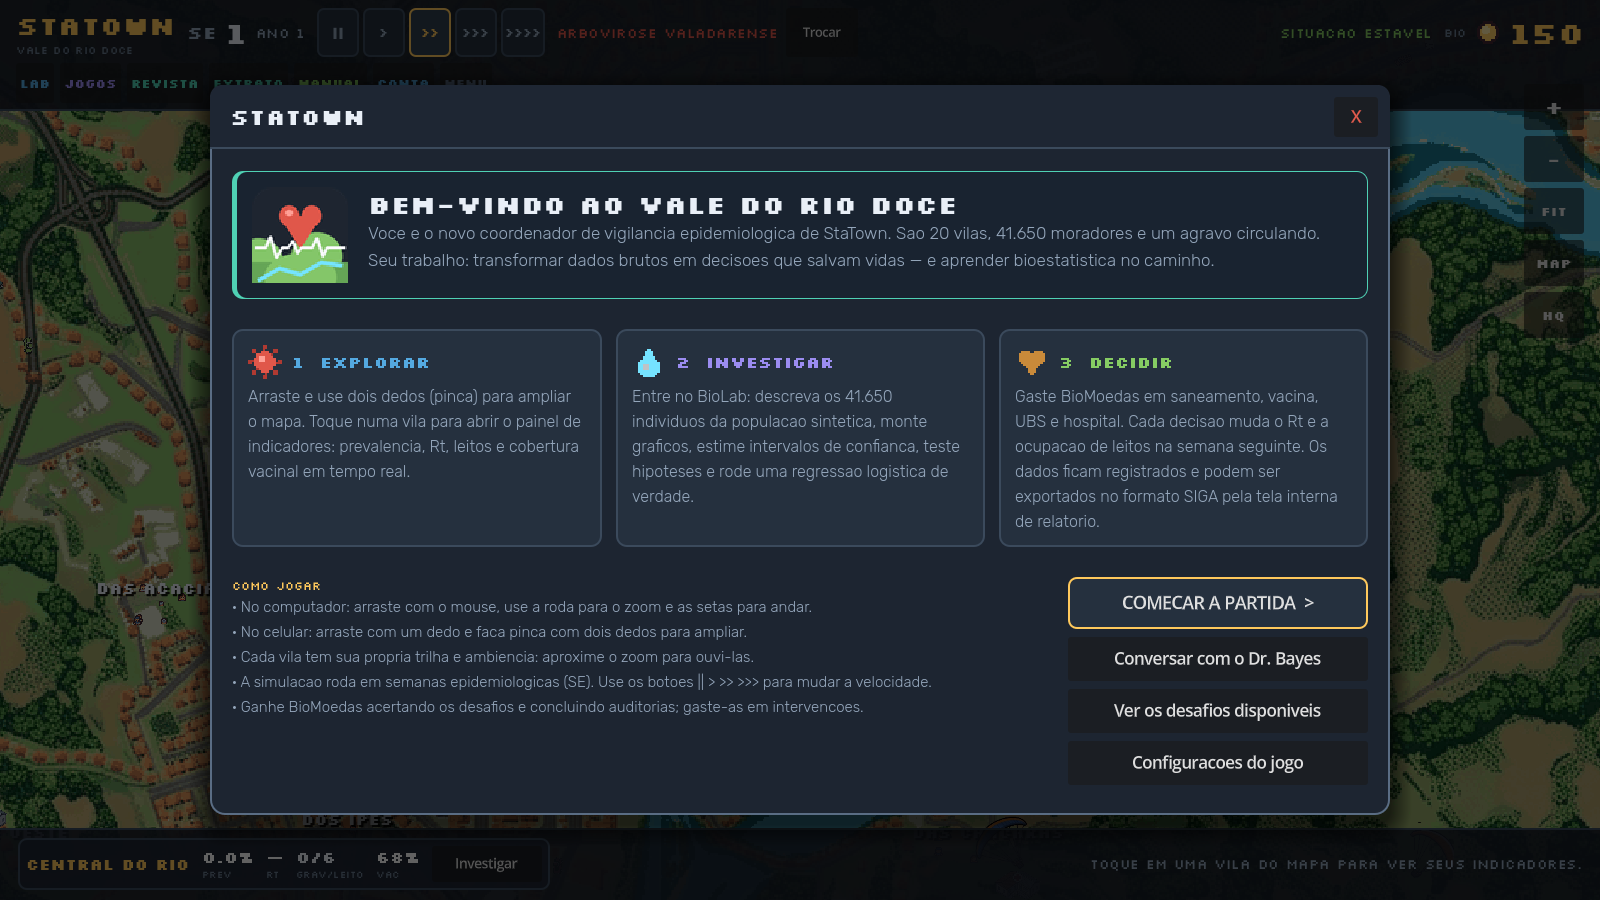 STATOWN
VALE DO RIO DOCE
SE 1 ANO 1
II > >> >>> >>>>
ARBOVIROSE VALADARENSE
Trocar
SITUACAO ESTAVEL
BIO 150
LAB JOGOS REVISTA EXTRATO MANUAL CONTA MENU
STATOWN
X
BEM-VINDO AO VALE DO RIO DOCE
Voce e o novo coordenador de vigilancia epidemiologica de StaTown. Sao 20 vilas, 41.650 moradores e um agravo circulando.
Seu trabalho: transformar dados brutos em decisoes que salvam vidas — e aprender bioestatistica no caminho.
1 EXPLORAR
Arraste e use dois dedos (pinca) para ampliar
o mapa. Toque numa vila para abrir o painel de
indicadores: prevalencia, Rt, leitos e cobertura
vacinal em tempo real.
2 INVESTIGAR
Entre no BioLab: descreva os 41.650
individuos da populacao sintetica, monte
graficos, estime intervalos de confianca, teste
hipoteses e rode uma regressao logistica de
verdade.
3 DECIDIR
Gaste BioMoedas em saneamento, vacina,
UBS e hospital. Cada decisao muda o Rt e a
ocupacao de leitos na semana seguinte. Os
dados ficam registrados e podem ser
exportados no formato SIGA pela tela interna
de relatorio.
COMO JOGAR
• No computador: arraste com o mouse, use a roda para o zoom e as setas para andar.
• No celular: arraste com um dedo e faca pinca com dois dedos para ampliar.
• Cada vila tem sua propria trilha e ambiencia: aproxime o zoom para ouvi-las.
• A simulacao roda em semanas epidemiologicas (SE). Use os botoes || > >> >>> para mudar a velocidade.
• Ganhe BioMoedas acertando os desafios e concluindo auditorias; gaste-as em intervencoes.
COMECAR A PARTIDA >
Conversar com o Dr. Bayes
Ver os desafios disponiveis
Configuracoes do jogo
+
-
FIT
MAP
HQ
DAS ACACI
DOS IPES
CENTRAL DO RIO
0.0% — 0/6 68%
PREV RT GRAV/LEITO VAC
Investigar
TOQUE EM UMA VILA DO MAPA PARA VER SEUS INDICADORES.